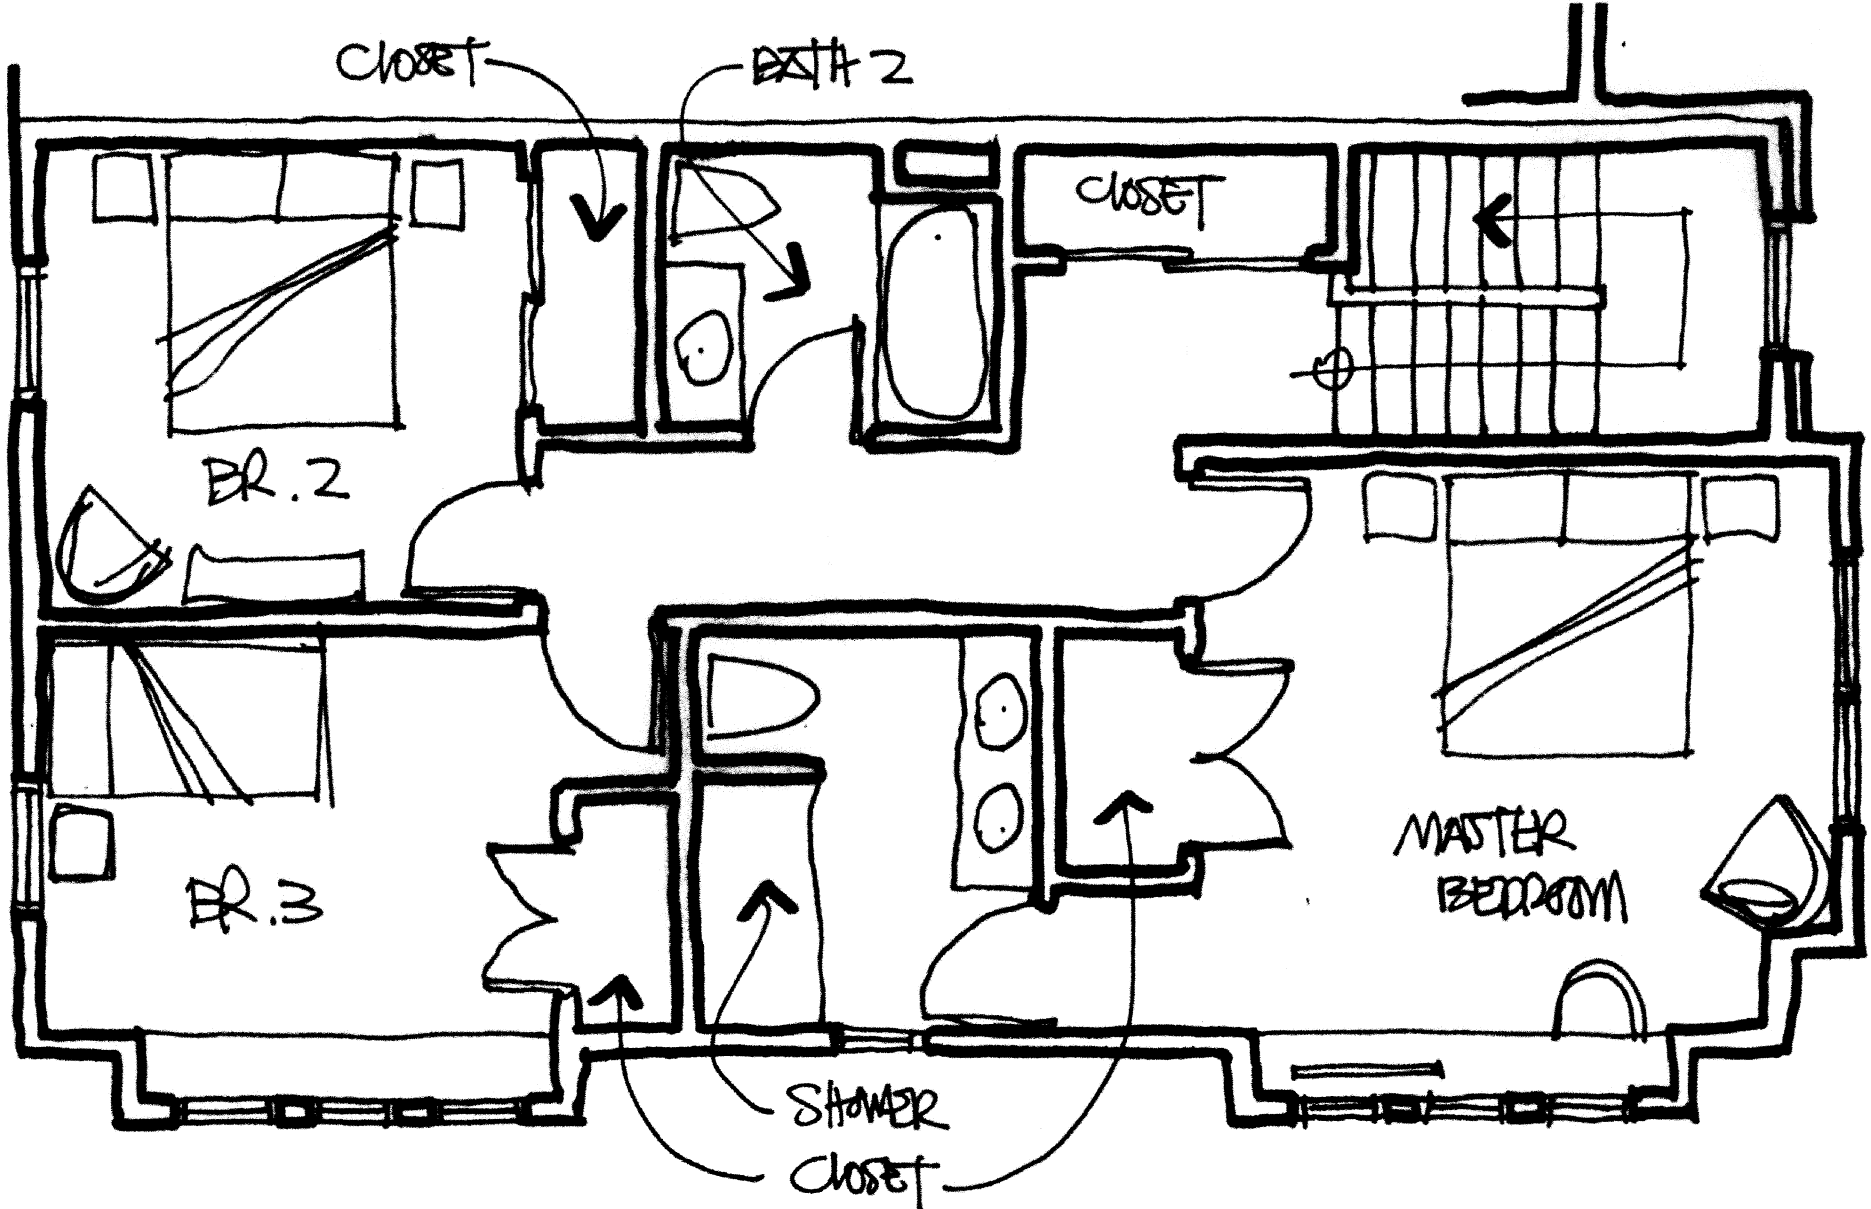 CLOSET
BATH 2
CLOSET
BR. 2
MASTER
BEDROOM
BR. 3
SHOWER
CLOSET